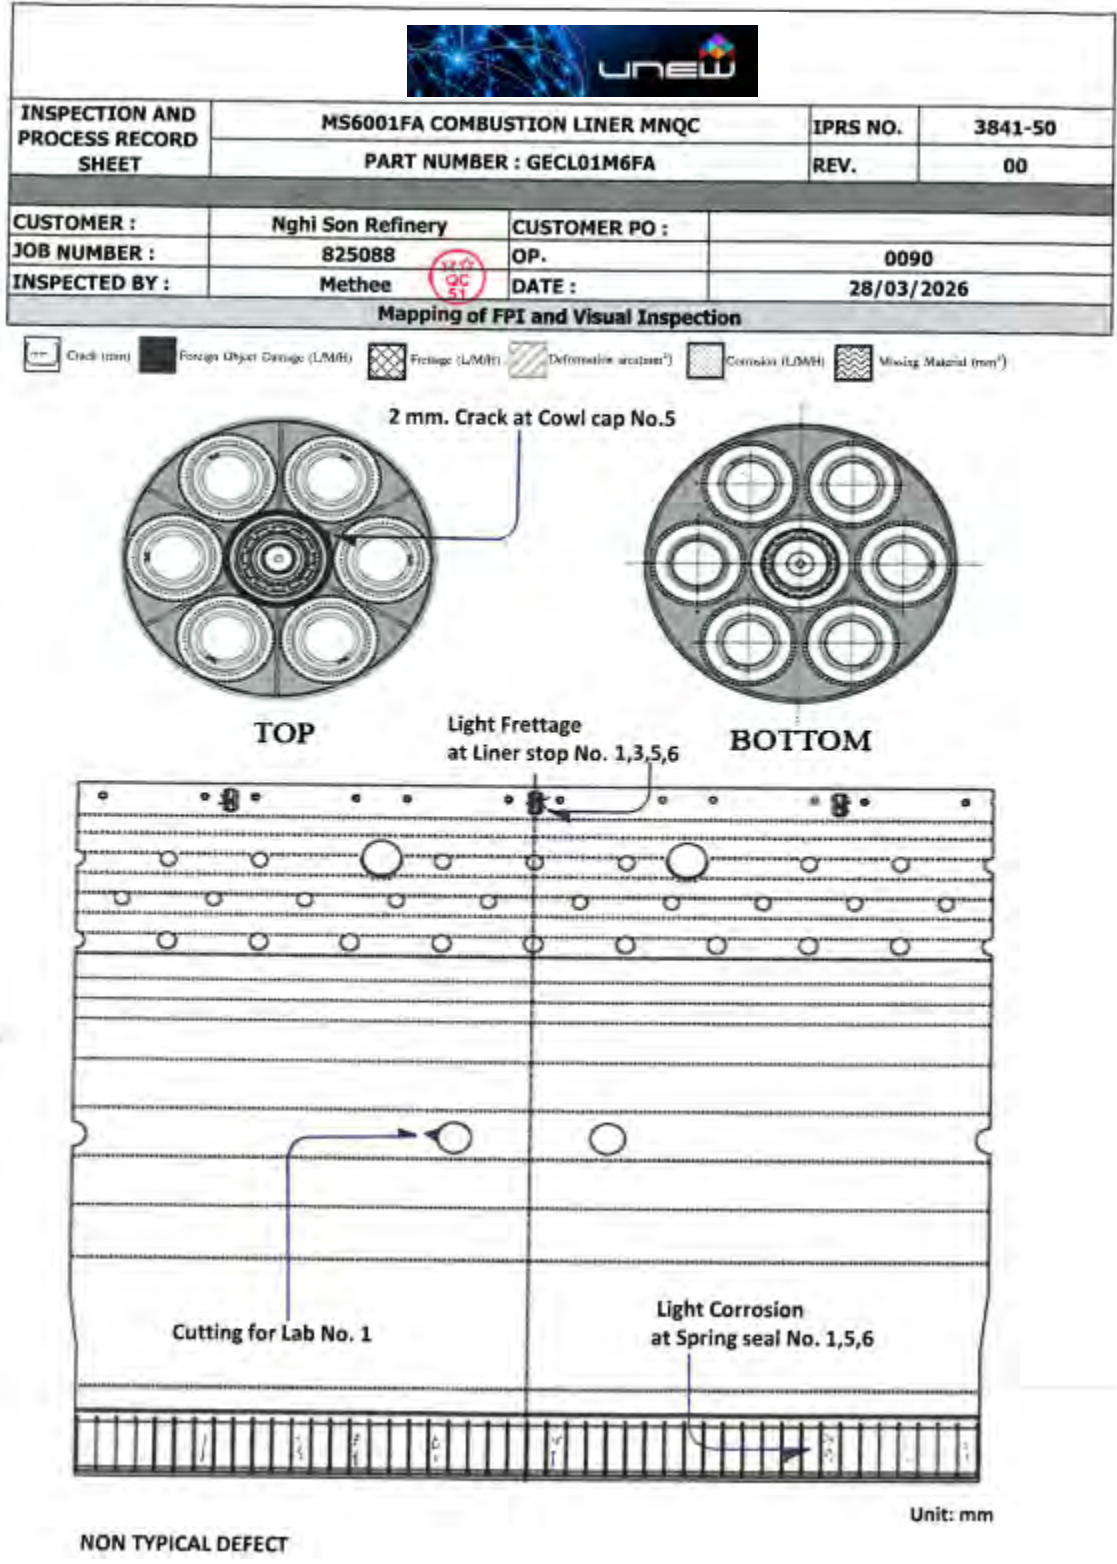 UNEW
INSPECTION AND
PROCESS RECORD
SHEET
MS6001FA COMBUSTION LINER MNQC
IPRS NO.
3841-50
PART NUMBER : GECL01M6FA
REV.
00
CUSTOMER :
Nghi Son Refinery
CUSTOMER PO :
JOB NUMBER :
825088
OP.
0090
INSPECTED BY :
Methee
QC
51
DATE :
28/03/2026
Mapping of FPI and Visual Inspection
Crack (mm)
Foreign Object Damage (L/M/H)
Frettage (L/M/H)
Deformation area(mm²)
Corrosion (L/M/H)
Missing Material (mm²)
2 mm. Crack at Cowl cap No.5
TOP
BOTTOM
Light Frettage
at Liner stop No. 1,3,5,6
Cutting for Lab No. 1
Light Corrosion
at Spring seal No. 1,5,6
Unit: mm
NON TYPICAL DEFECT